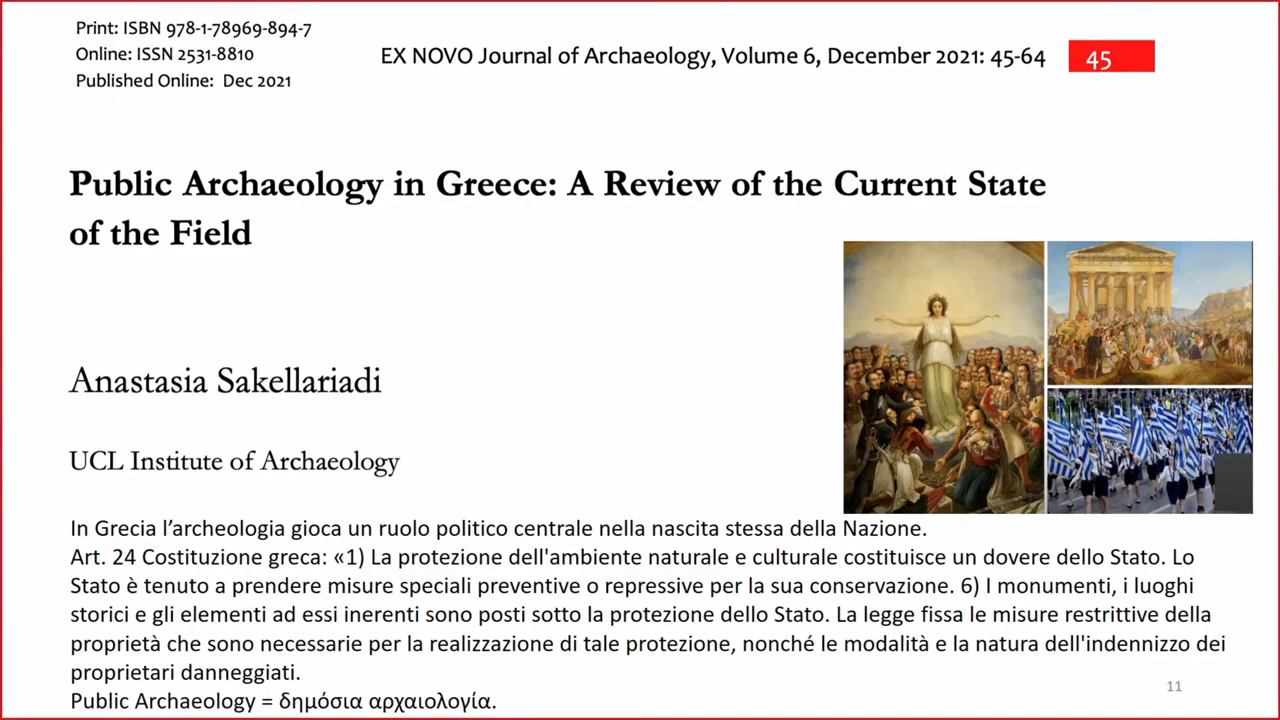 Print: ISBN 978-1-78969-894-7
Online: ISSN 2531-8810
Published Online:  Dec 2021
EX NOVO Journal of Archaeology, Volume 6, December 2021: 45-64
45
Public Archaeology in Greece: A Review of the Current State
of the Field
Anastasia Sakellariadi
UCL Institute of Archaeology
In Grecia l’archeologia gioca un ruolo politico centrale nella nascita stessa della Nazione.
Art. 24 Costituzione greca: «1) La protezione dell'ambiente naturale e culturale costituisce un dovere dello Stato. Lo
Stato è tenuto a prendere misure speciali preventive o repressive per la sua conservazione. 6) I monumenti, i luoghi
storici e gli elementi ad essi inerenti sono posti sotto la protezione dello Stato. La legge fissa le misure restrittive della
proprietà che sono necessarie per la realizzazione di tale protezione, nonché le modalità e la natura dell'indennizzo dei
proprietari danneggiati.
Public Archaeology = δημόσια αρχαιολογία.
11